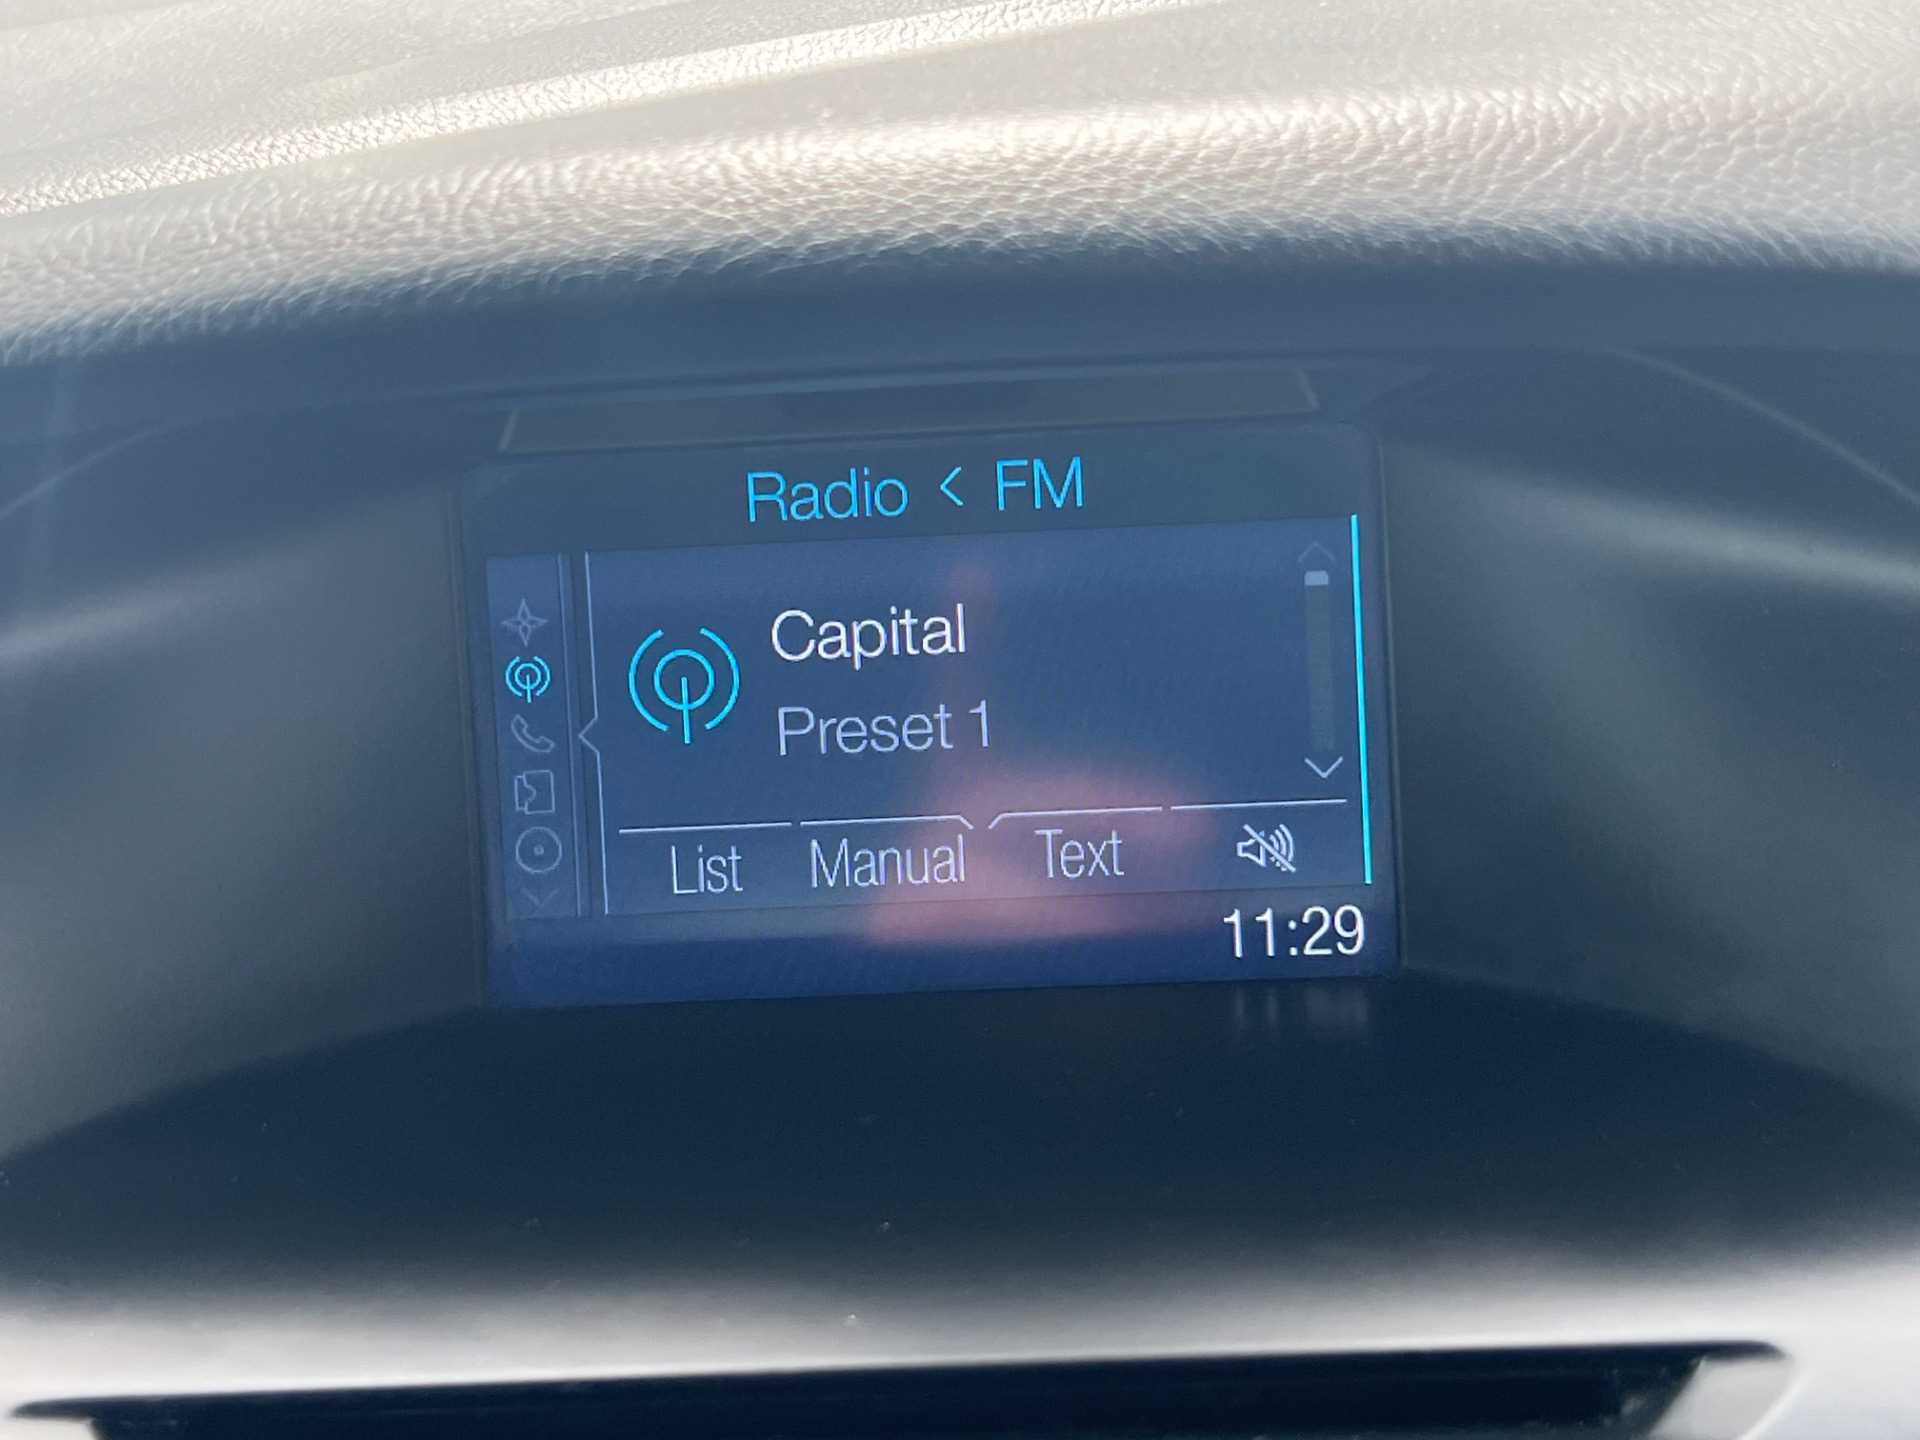 Radio < FM
Capital
Preset 1
List Manual Text
11:29